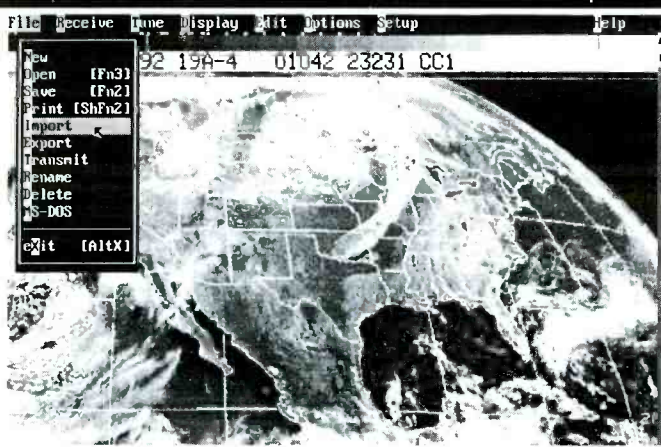 File Receive Tune Display Edit Options Setup Help
92 19A-4 01042 23231 CC1
New
Open [Fn3]
Save [Fn2]
Print [ShFn2]
Import
Export
Transmit
Rename
Delete
MS-DOS
eXit [AltX]